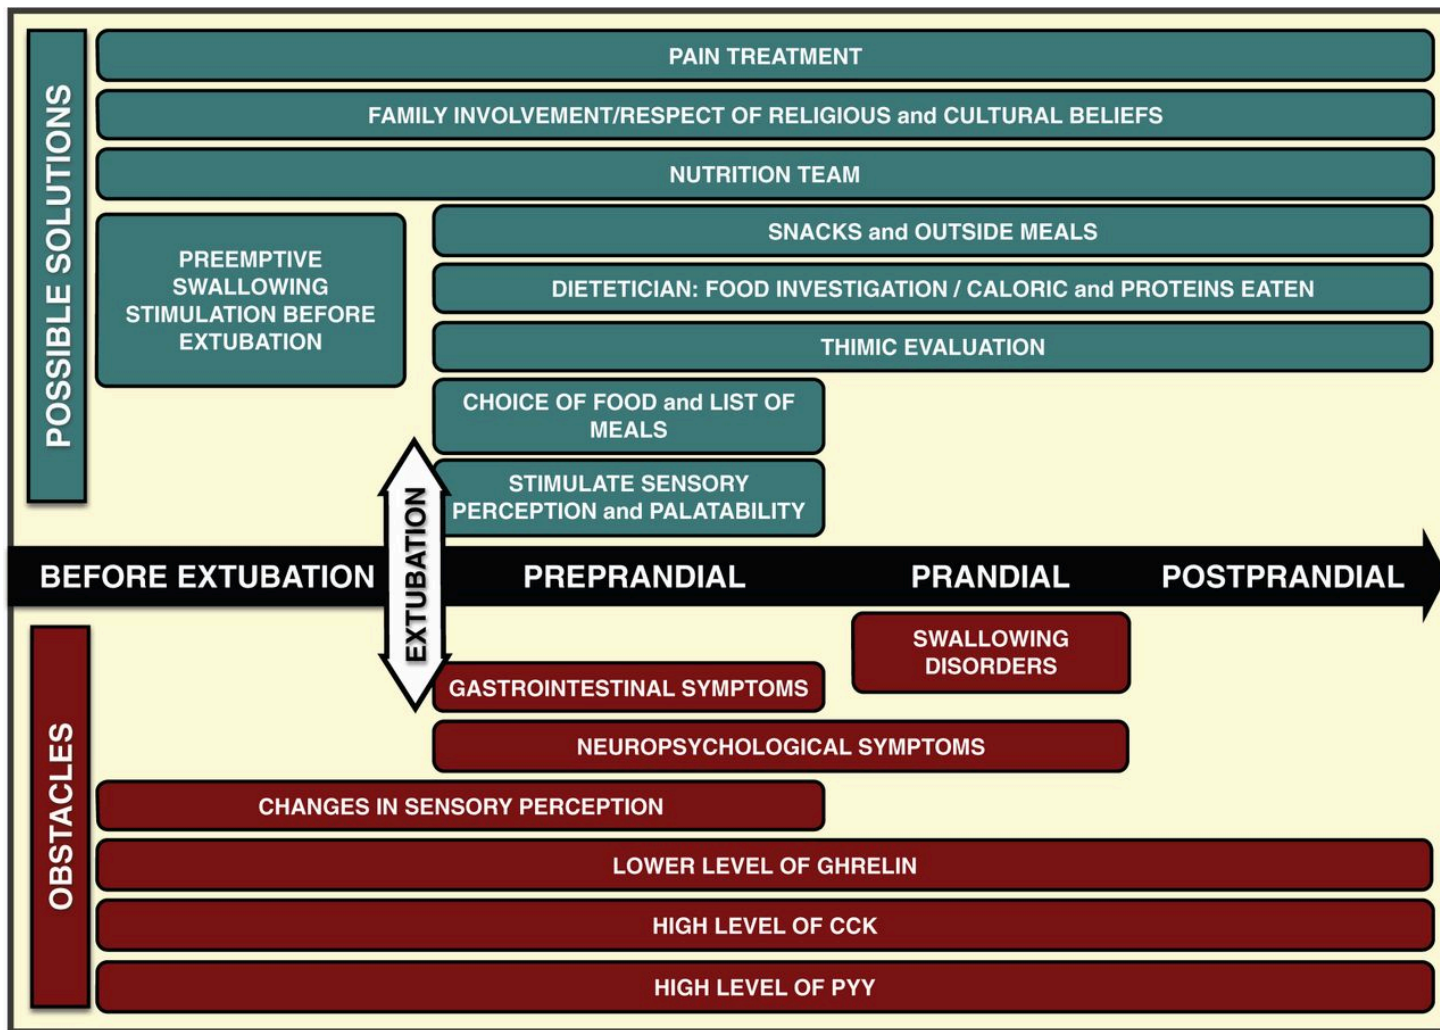 POSSIBLE SOLUTIONS
PAIN TREATMENT
FAMILY INVOLVEMENT/RESPECT OF RELIGIOUS and CULTURAL BELIEFS
NUTRITION TEAM
PREEMPTIVE
SWALLOWING
STIMULATION BEFORE
EXTUBATION
SNACKS and OUTSIDE MEALS
DIETETICIAN: FOOD INVESTIGATION / CALORIC and PROTEINS EATEN
THIMIC EVALUATION
CHOICE OF FOOD and LIST OF
MEALS
STIMULATE SENSORY
PERCEPTION and PALATABILITY
EXTUBATION
BEFORE EXTUBATION
PREPRANDIAL
PRANDIAL
POSTPRANDIAL
OBSTACLES
SWALLOWING
DISORDERS
GASTROINTESTINAL SYMPTOMS
NEUROPSYCHOLOGICAL SYMPTOMS
CHANGES IN SENSORY PERCEPTION
LOWER LEVEL OF GHRELIN
HIGH LEVEL OF CCK
HIGH LEVEL OF PYY